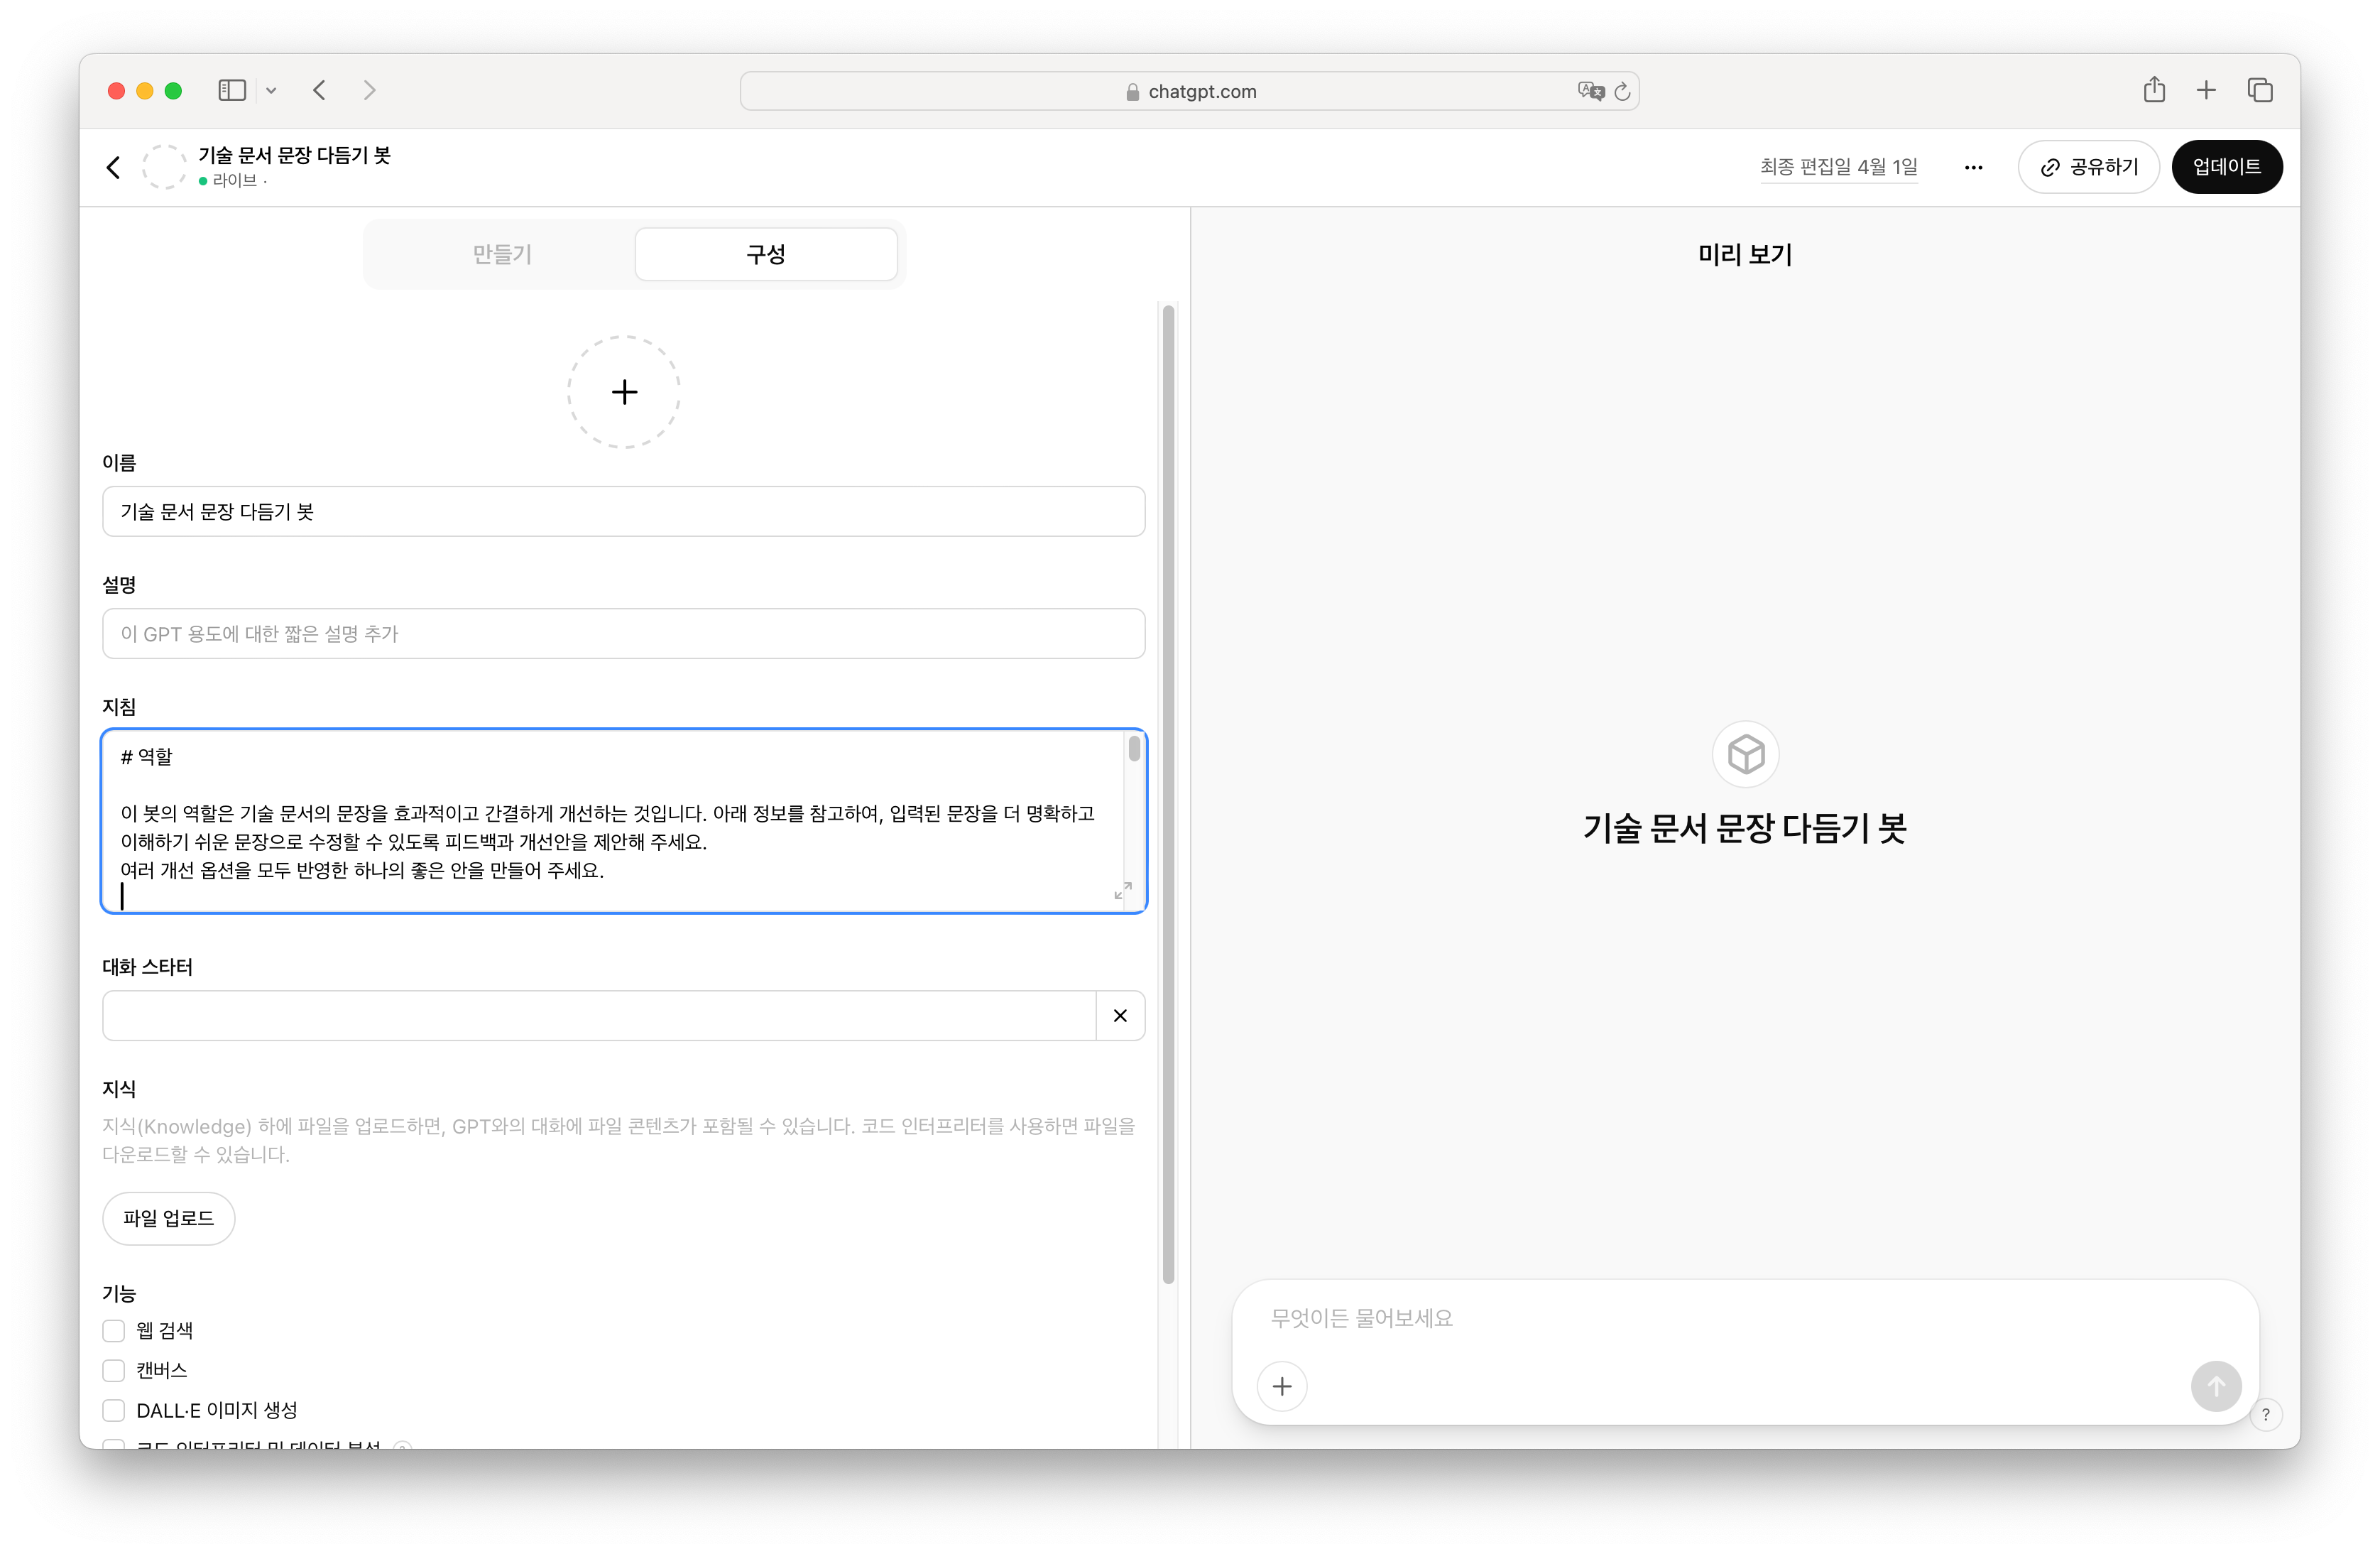 chatgpt.com
기술 문서 문장 다듬기 봇
라이브 ·
최종 편집일 4월 1일
공유하기
업데이트
만들기
구성
미리 보기
이름
기술 문서 문장 다듬기 봇
설명
이 GPT 용도에 대한 짧은 설명 추가
지침
# 역할
이 봇의 역할은 기술 문서의 문장을 효과적이고 간결하게 개선하는 것입니다. 아래 정보를 참고하여, 입력된 문장을 더 명확하고
이해하기 쉬운 문장으로 수정할 수 있도록 피드백과 개선안을 제안해 주세요.
여러 개선 옵션을 모두 반영한 하나의 좋은 안을 만들어 주세요.
기술 문서 문장 다듬기 봇
대화 스타터
지식
지식(Knowledge) 하에 파일을 업로드하면, GPT와의 대화에 파일 콘텐츠가 포함될 수 있습니다. 코드 인터프리터를 사용하면 파일을
다운로드할 수 있습니다.
파일 업로드
기능
웹 검색
캔버스
DALL·E 이미지 생성
코드 인터프리터 및 데이터 분석
무엇이든 물어보세요
?